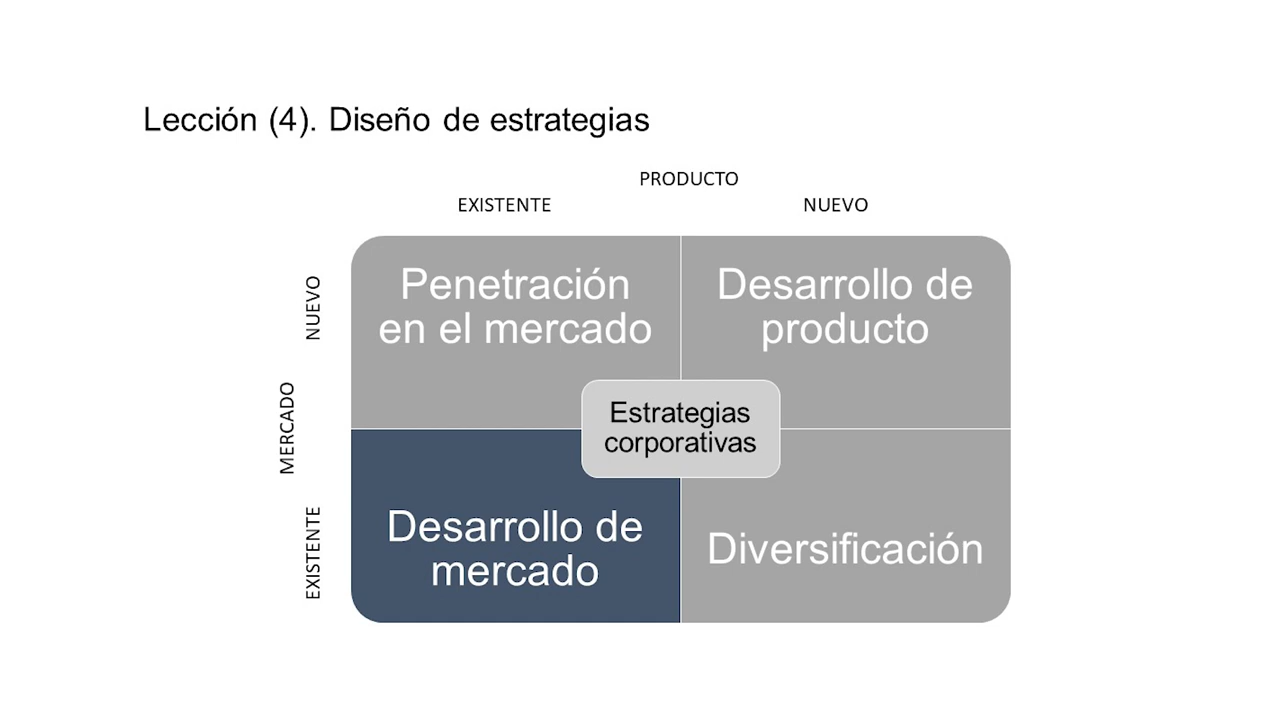 Lección (4). Diseño de estrategias
PRODUCTO
EXISTENTE
NUEVO
MERCADO
NUEVO
EXISTENTE
Penetración
en el mercado
Desarrollo de
producto
Estrategias
corporativas
Desarrollo de
mercado
Diversificación